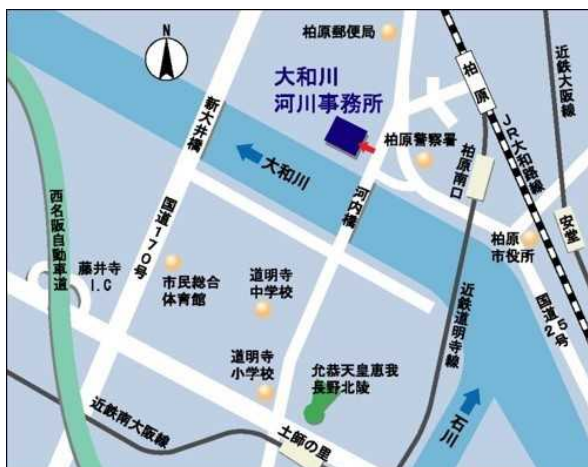 N
柏原郵便局
大和川
河川事務所
柏原
近鉄大阪線
新大井橋
柏原警察署
JR大和路線
大和川
柏原南口
河内橋
安堂
国道170号
西名阪自動車道
柏原
市役所
藤井寺
I.C
市民総合
体育館
道明寺
中学校
近鉄道明寺線
国道25号
道明寺
小学校
允恭天皇恵我
長野北陵
石川
近鉄南大阪線
土師の里